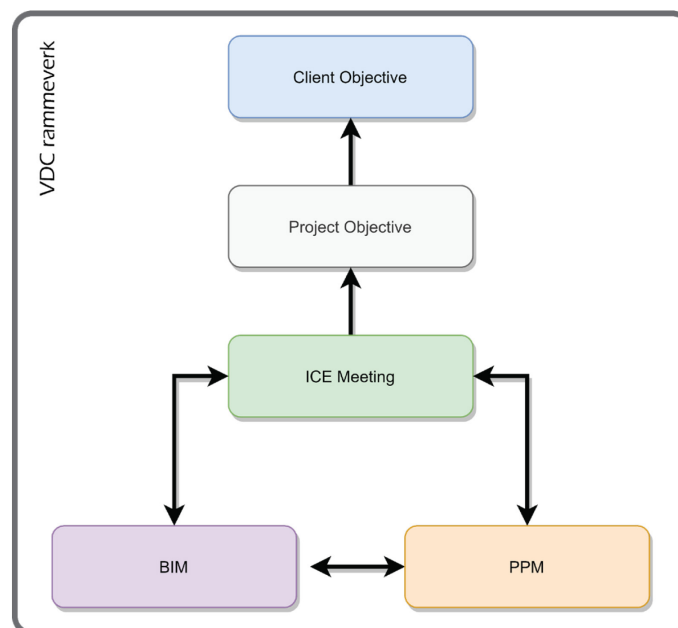 VDC rammeverk
Client Objective
Project Objective
ICE Meeting
BIM
PPM